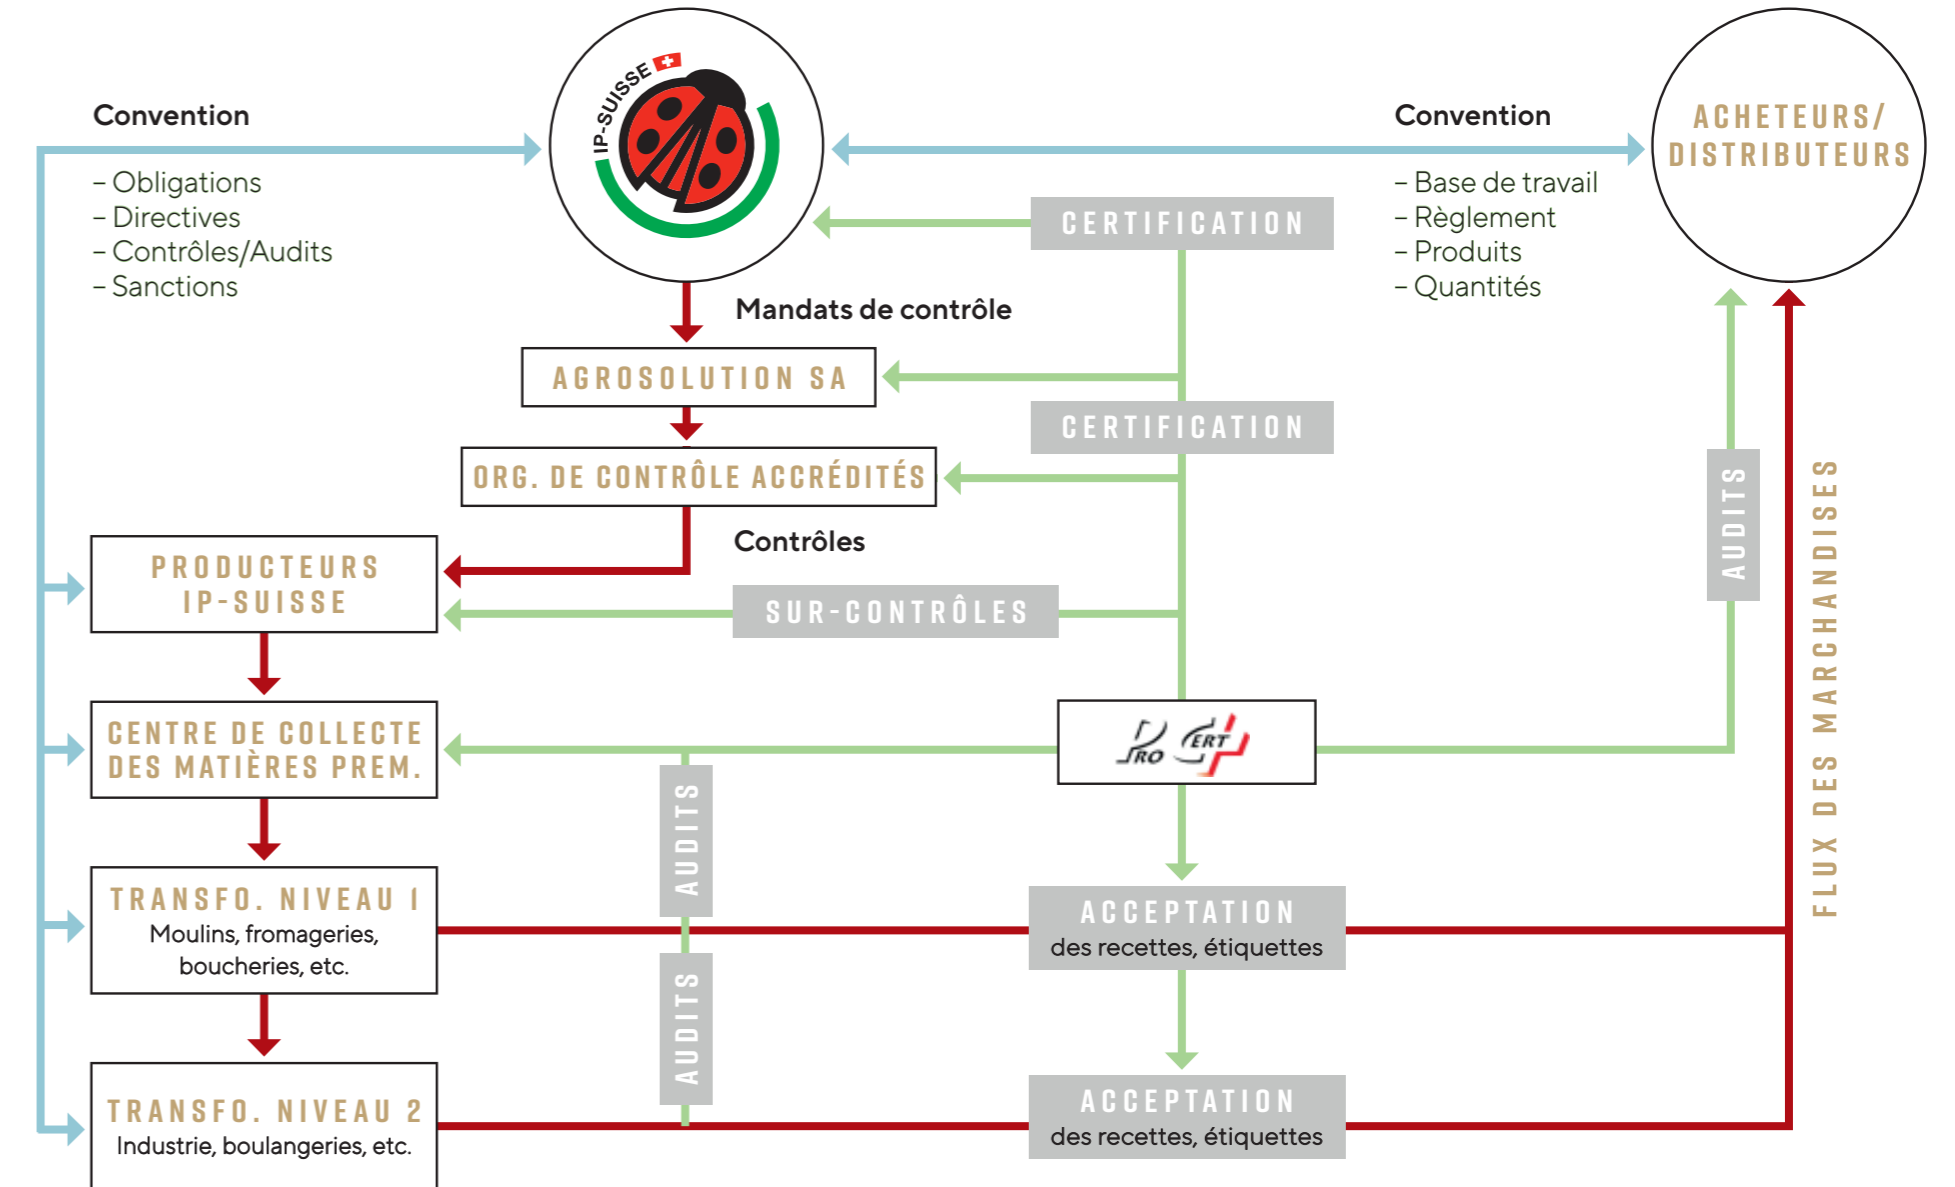 IP-SUISSE
Convention
– Obligations
– Directives
– Contrôles/Audits
– Sanctions
Convention
– Base de travail
– Règlement
– Produits
– Quantités
ACHETEURS/
DISTRIBUTEURS
CERTIFICATION
Mandats de contrôle
AGROSOLUTION SA
CERTIFICATION
ORG. DE CONTRÔLE ACCRÉDITÉS
Contrôles
PRODUCTEURS
IP-SUISSE
SUR-CONTRÔLES
AUDITS
FLUX DES MARCHANDISES
CENTRE DE COLLECTE
DES MATIÈRES PREM.
PRO CERT
AUDITS
TRANSFO. NIVEAU 1
Moulins, fromageries,
boucheries, etc.
ACCEPTATION
des recettes, étiquettes
AUDITS
TRANSFO. NIVEAU 2
Industrie, boulangeries, etc.
ACCEPTATION
des recettes, étiquettes